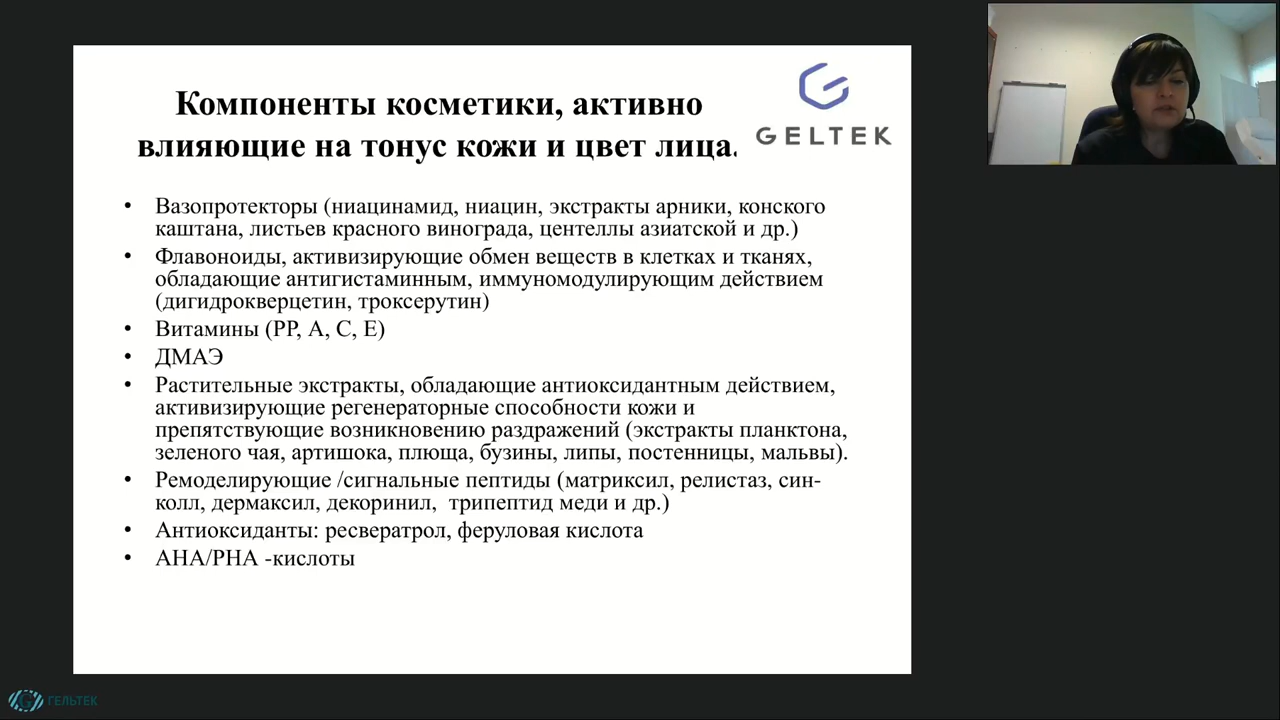 Компоненты косметики, активно
влияющие на тонус кожи и цвет лица.
GELTEK
• Вазопротекторы (ниацинамид, ниацин, экстракты арники, конского
каштана, листьев красного винограда, центеллы азиатской и др.)
• Флавоноиды, активизирующие обмен веществ в клетках и тканях,
обладающие антигистаминным, иммуномодулирующим действием
(дигидрокверцетин, троксерутин)
• Витамины (РР, А, С, Е)
• ДМАЭ
• Растительные экстракты, обладающие антиоксидантным действием,
активизирующие регенераторные способности кожи и
препятствующие возникновению раздражений (экстракты планктона,
зеленого чая, артишока, плюща, бузины, липы, постенницы, мальвы).
• Ремоделирующие /сигнальные пептиды (матриксил, релистаз, син-
колл, дермаксил, декоринил,  трипептид меди и др.)
• Антиоксиданты: ресвератрол, феруловая кислота
• АНА/РНА -кислоты
ГЕЛЬТЕК